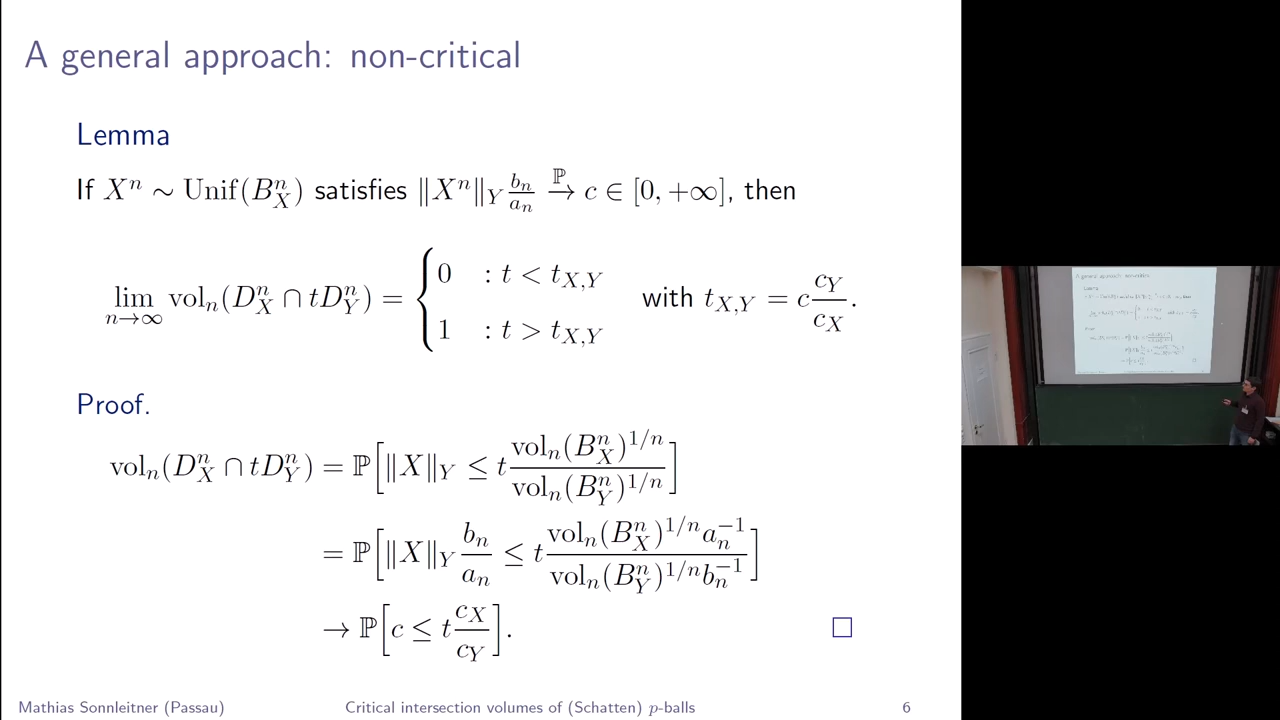 A general approach: non-critical
Lemma
If $X^n \sim \mathrm{Unif}(B_X^n)$ satisfies $\|X^n\|_Y \frac{b_n}{a_n} \xrightarrow{\mathbb{P}} c \in [0, +\infty]$, then
$\lim_{n\to\infty} \mathrm{vol}_n(D_X^n \cap tD_Y^n) = \begin{cases} 0 & : t < t_{X,Y} \\ 1 & : t > t_{X,Y} \end{cases}$ with $t_{X,Y} = c\frac{c_Y}{c_X}$.
Proof.
$\mathrm{vol}_n(D_X^n \cap tD_Y^n) = \mathbb{P}\Big[\|X\|_Y \leq t\frac{\mathrm{vol}_n(B_X^n)^{1/n}}{\mathrm{vol}_n(B_Y^n)^{1/n}}\Big]$
$= \mathbb{P}\Big[\|X\|_Y \frac{b_n}{a_n} \leq t\frac{\mathrm{vol}_n(B_X^n)^{1/n} a_n^{-1}}{\mathrm{vol}_n(B_Y^n)^{1/n} b_n^{-1}}\Big]$
$\to \mathbb{P}\Big[c \leq t\frac{c_X}{c_Y}\Big].$ □
Mathias Sonnleitner (Passau) Critical intersection volumes of (Schatten) $p$-balls 6